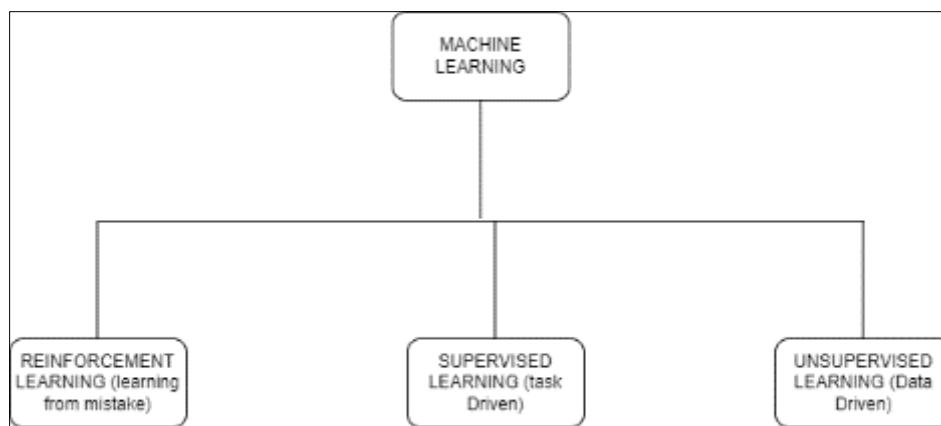 MACHINE
LEARNING
REINFORCEMENT
LEARNING (learning
from mistake)
SUPERVISED
LEARNING (task
Driven)
UNSUPERVISED
LEARNING (Data
Driven)